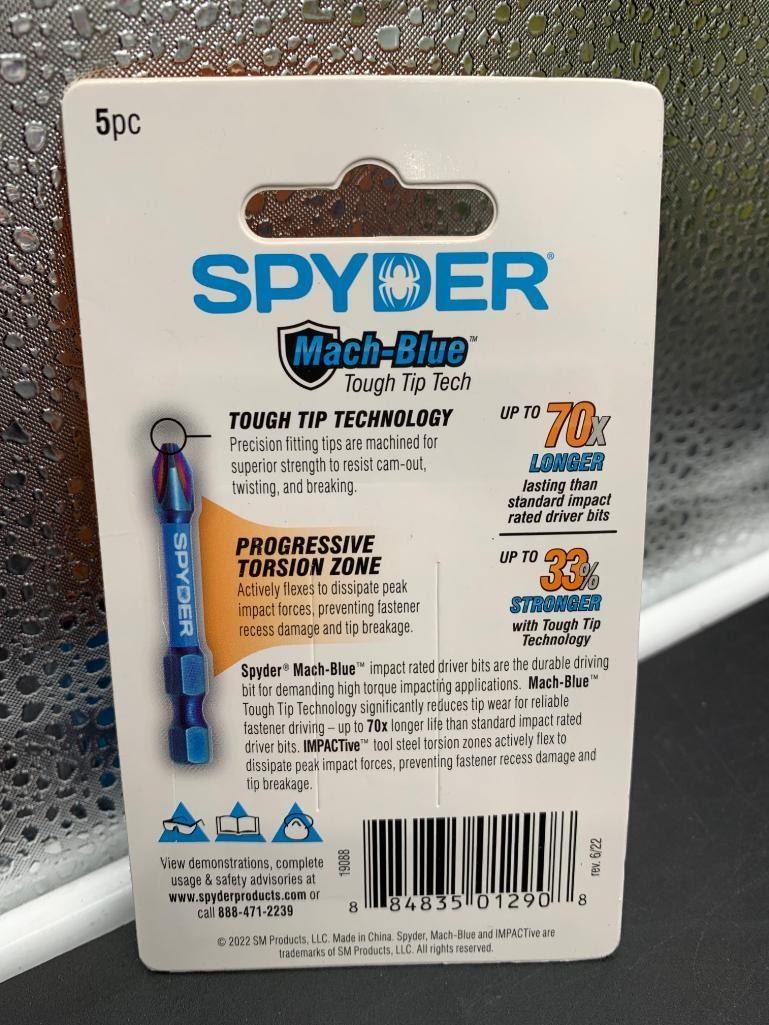 5pc
SPYDER®
Mach-Blue™
Tough Tip Tech
TOUGH TIP TECHNOLOGY
Precision fitting tips are machined for
superior strength to resist cam-out,
twisting, and breaking.
UP TO 70x
LONGER
lasting than
standard impact
rated driver bits
SPYDER
PROGRESSIVE
TORSION ZONE
Actively flexes to dissipate peak
impact forces, preventing fastener
recess damage and tip breakage.
UP TO 33%
STRONGER
with Tough Tip
Technology
Spyder® Mach-Blue™ impact rated driver bits are the durable driving
bit for demanding high torque impacting applications. Mach-Blue™
Tough Tip Technology significantly reduces tip wear for reliable
fastener driving – up to 70x longer life than standard impact rated
driver bits. IMPACTive™ tool steel torsion zones actively flex to
dissipate peak impact forces, preventing fastener recess damage and
tip breakage.
View demonstrations, complete
usage & safety advisories at
www.spyderproducts.com or
call 888-471-2239
19088
8 84835 01290 8
rev. 6/22
© 2022 SM Products, LLC. Made in China. Spyder, Mach-Blue and IMPACTive are
trademarks of SM Products, LLC. All rights reserved.